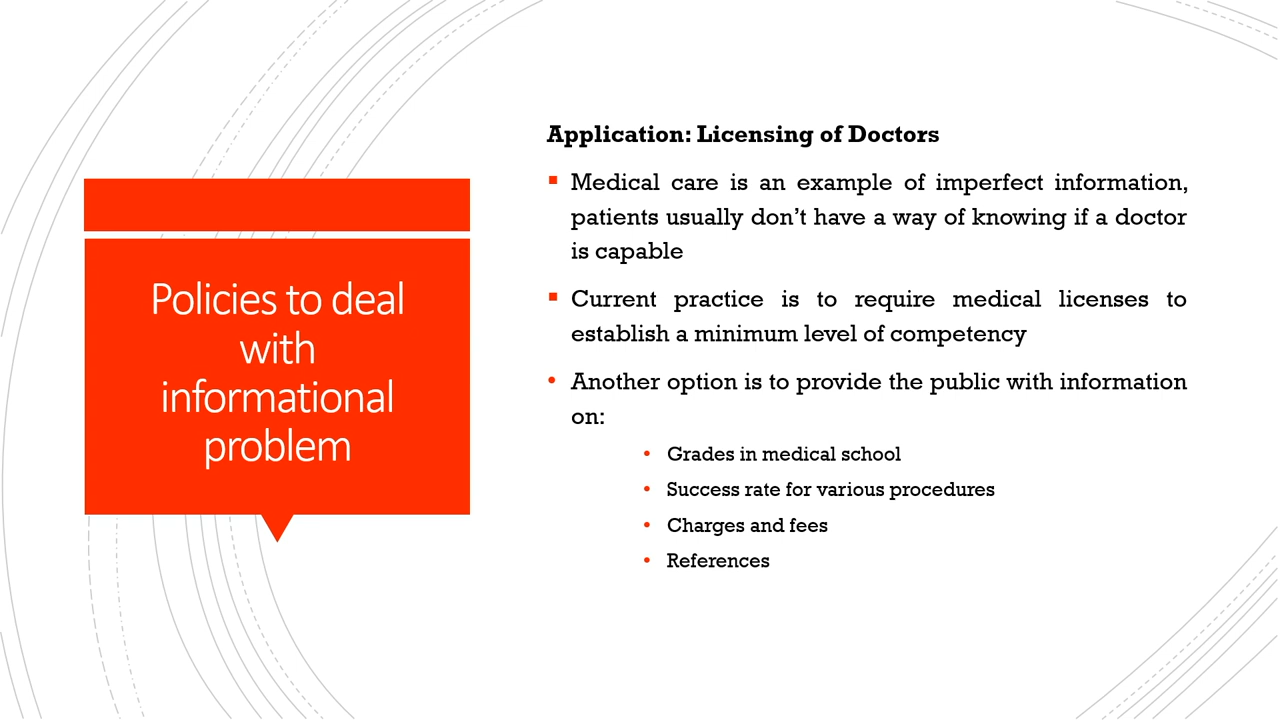 Policies to deal
with
informational
problem
Application: Licensing of Doctors
▪ Medical care is an example of imperfect information,
patients usually don’t have a way of knowing if a doctor
is capable
▪ Current practice is to require medical licenses to
establish a minimum level of competency
• Another option is to provide the public with information
on:
• Grades in medical school
• Success rate for various procedures
• Charges and fees
• References